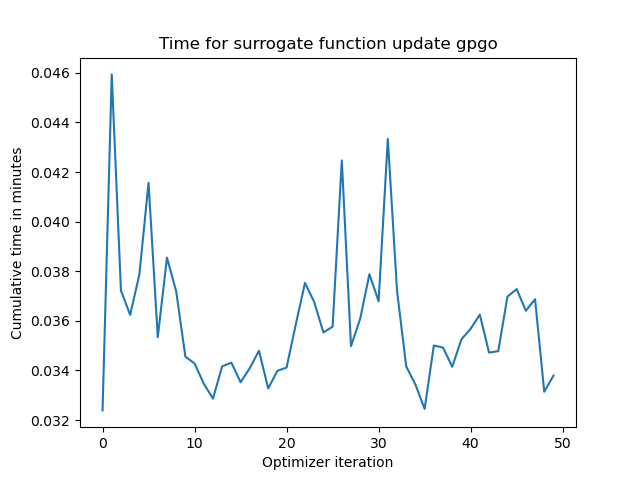 Time for surrogate function update gpgo
0.046
0.044
0.042
0.040
0.038
0.036
0.034
0.032
Cumulative time in minutes
0 10 20 30 40 50
Optimizer iteration